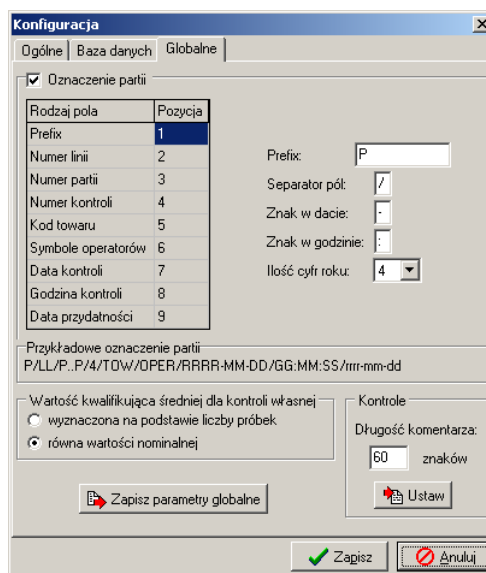 Konfiguracja
Ogólne Baza danych Globalne
Oznaczenie partii
Rodzaj pola Pozycja
Prefix 1
Numer linii 2
Numer partii 3
Numer kontroli 4
Kod towaru 5
Symbole operatorów 6
Data kontroli 7
Godzina kontroli 8
Data przydatności 9
Prefix: P
Separator pól: /
Znak w dacie: -
Znak w godzinie: :
Ilość cyfr roku: 4
Przykładowe oznaczenie partii
P/LL/P..P/4/TOW/OPER/RRRR-MM-DD/GG:MM:SS/rrrr-mm-dd
Wartość kwalifikująca średniej dla kontroli własnej
wyznaczona na podstawie liczby próbek
równa wartości nominalnej
Kontrole
Długość komentarza:
60 znaków
Ustaw
Zapisz parametry globalne
Zapisz Anuluj